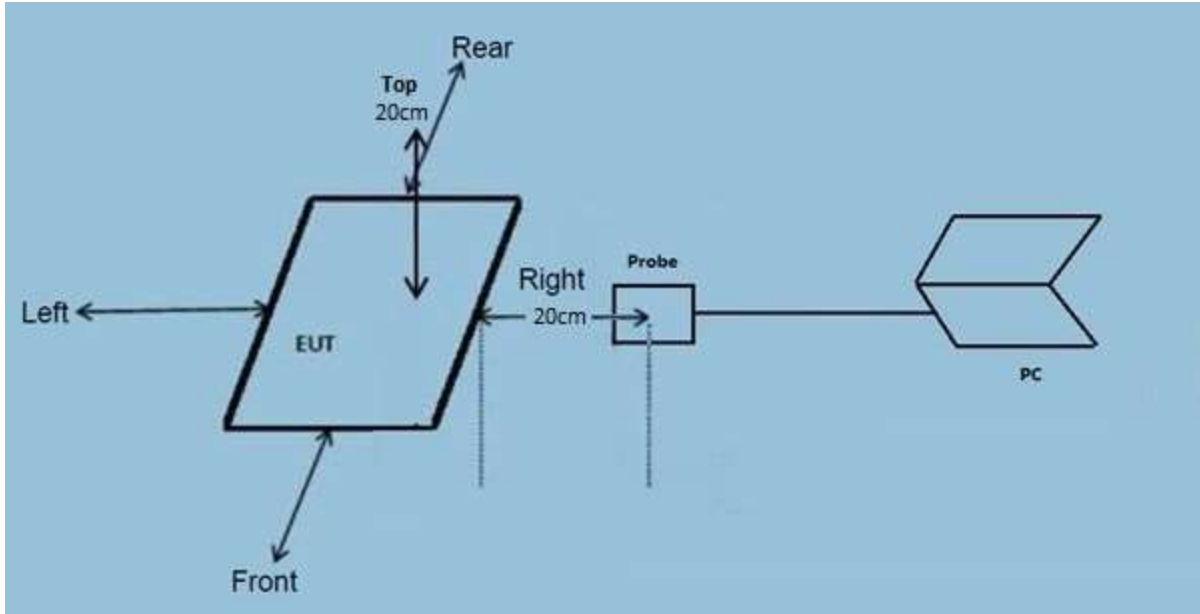 Rear
Top
20cm
Right
Probe
20cm
Left
EUT
PC
Front